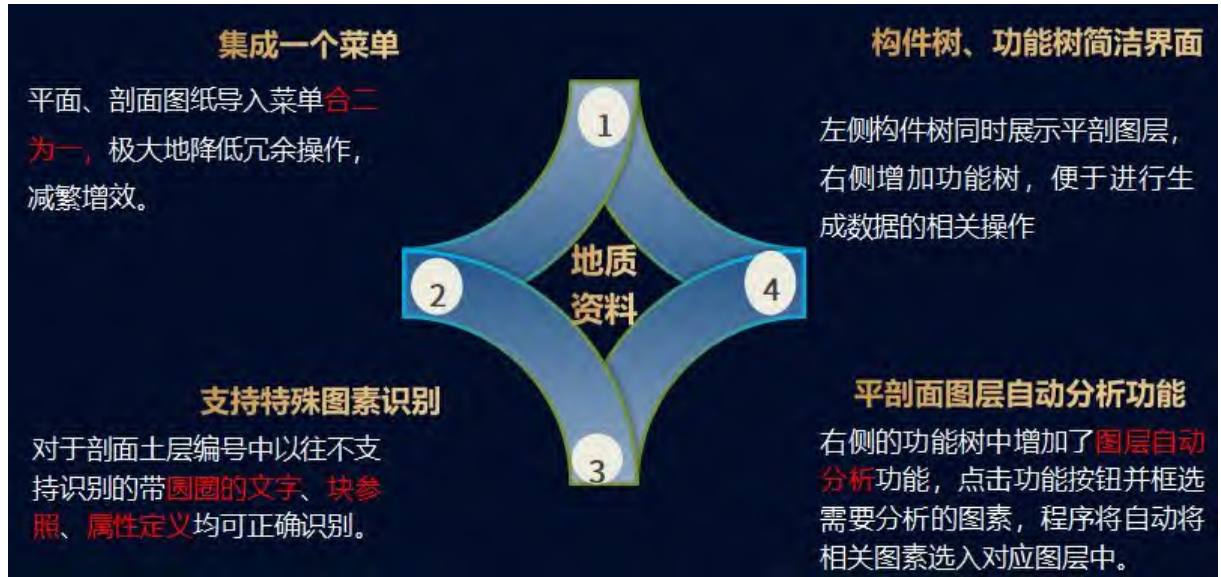 集成一个菜单
平面、剖面图纸导入菜单合二
为一，极大地降低冗余操作，
减繁增效。
构件树、功能树简洁界面
左侧构件树同时展示平剖图层，
右侧增加功能树，便于进行生
成数据的相关操作
1
2
地质
资料
4
3
支持特殊图素识别
对于剖面土层编号中以往不支
持识别的带圆圈的文字、块参
照、属性定义均可正确识别。
平剖面图层自动分析功能
右侧的功能树中增加了图层自动
分析功能，点击功能按钮并框选
需要分析的图素，程序将自动将
相关图素选入对应图层中。